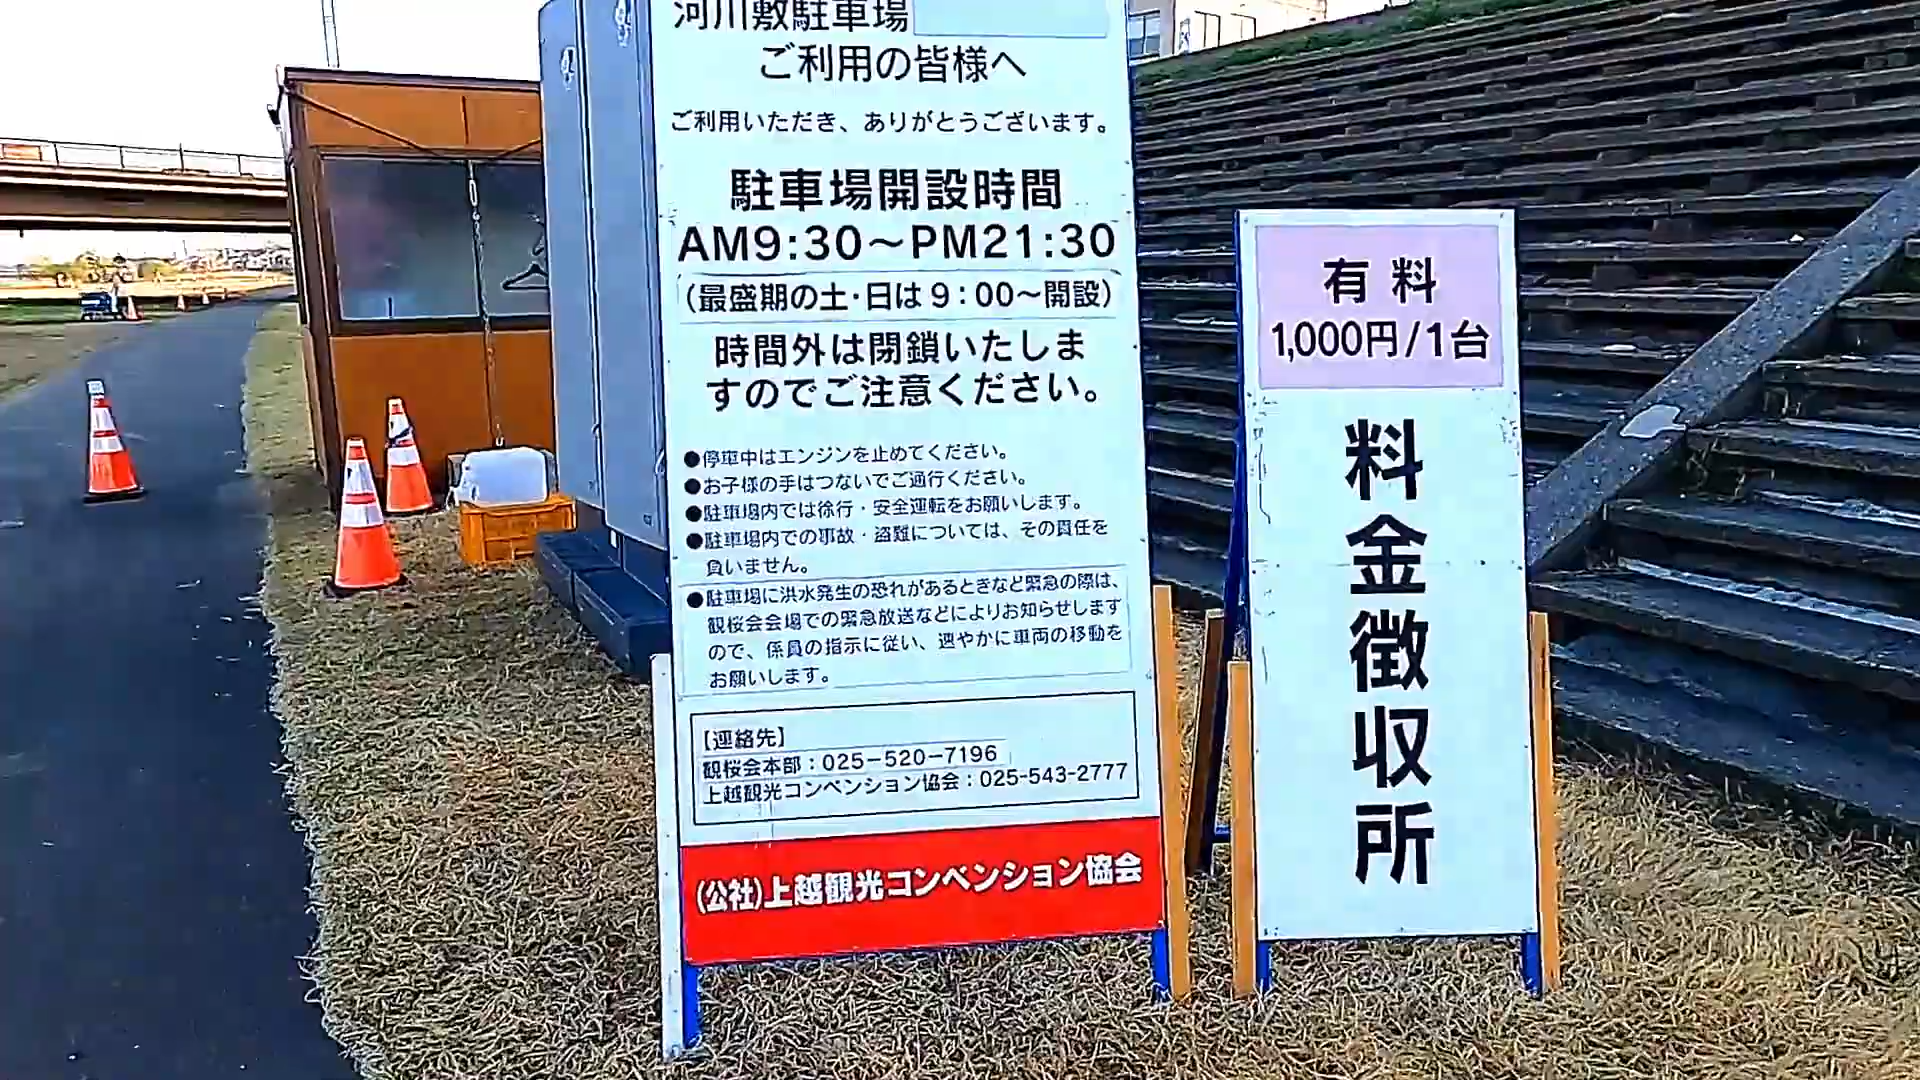 河川敷駐車場
ご利用の皆様へ
ご利用いただき、ありがとうございます。
駐車場開設時間
AM9:30～PM21:30
(最盛期の土・日は9:00～開設)
時間外は閉鎖いたしま
すのでご注意ください。
●停車中はエンジンを止めてください。
●お子様の手はつないでご通行ください。
●駐車場内では徐行・安全運転をお願いします。
●駐車場内での事故・盗難については、その責任を
負いません。
●駐車場に洪水発生の恐れがあるときなど緊急の際は、
観桜会会場での緊急放送などによりお知らせします
ので、係員の指示に従い、速やかに車両の移動を
お願いします。
【連絡先】
観桜会本部：025-520-7196
上越観光コンベンション協会：025-543-2777
(公社)上越観光コンベンション協会
有料
1,000円/1台
料金徴収所